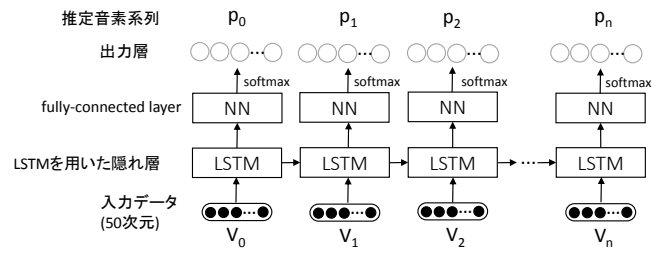 推定音素系列 p0 p1 p2 pn
出力層 ... ... ... ...
softmax softmax softmax softmax
fully-connected layer NN NN NN NN
LSTMを用いた隠れ層 LSTM LSTM LSTM ... LSTM
入力データ ... ... ... ...
(50次元) V0 V1 V2 Vn